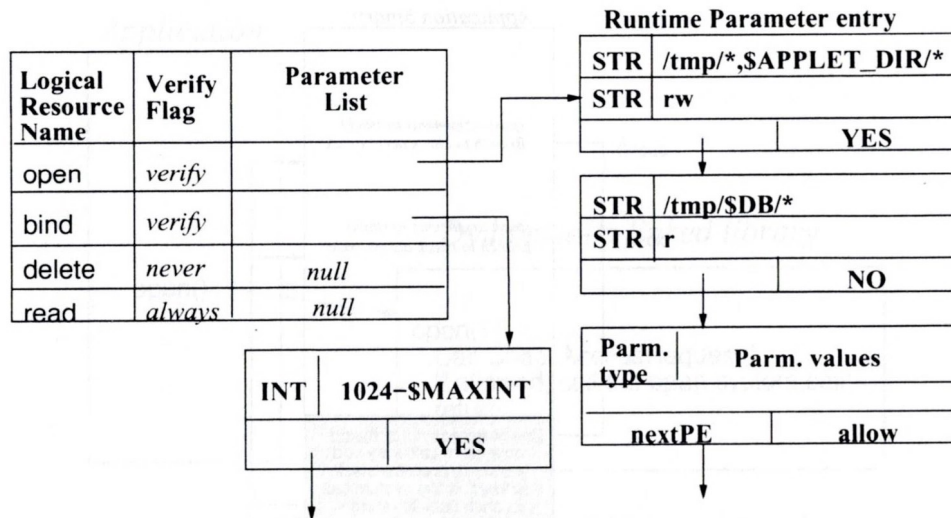 Runtime Parameter entry
Logical Resource Name
Verify Flag
Parameter List
open verify
bind verify
delete never null
read always null
STR /tmp/*,$APPLET_DIR/*
STR rw
YES
STR /tmp/$DB/*
STR r
NO
Parm. type Parm. values
nextPE allow
INT 1024−$MAXINT
YES